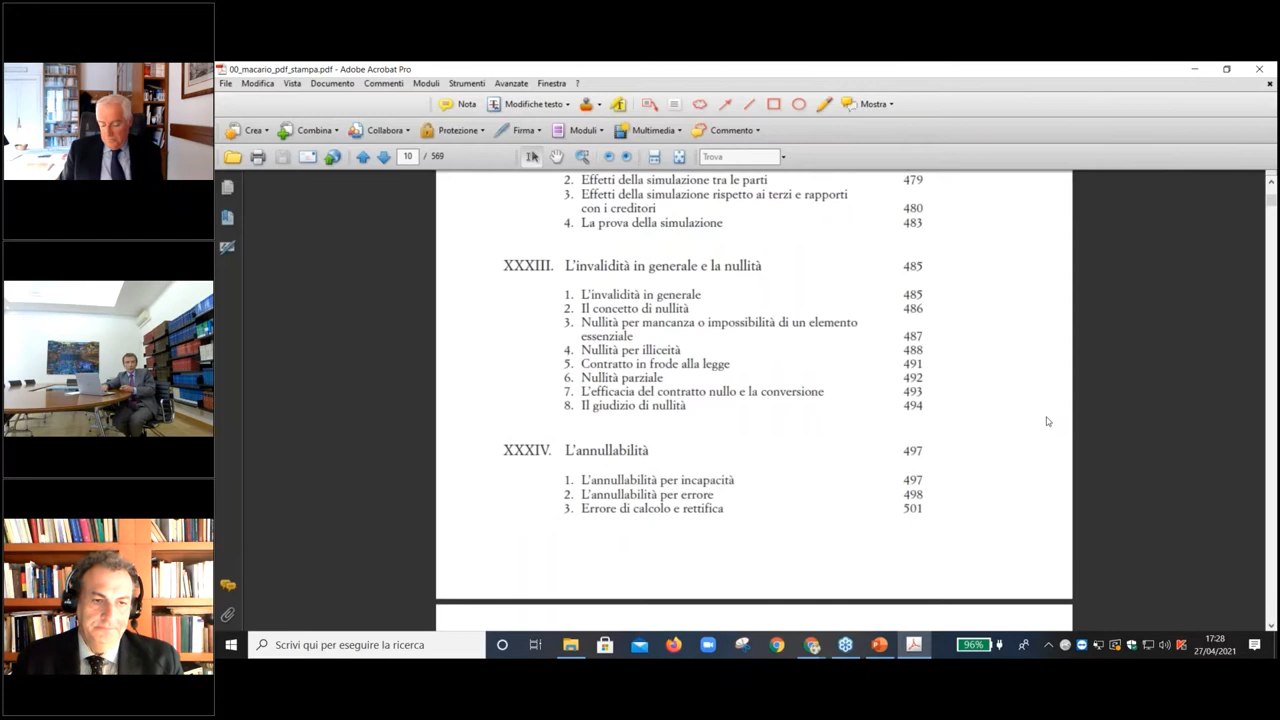 00_macario_pdf_stampa.pdf - Adobe Acrobat Pro
File Modifica Vista Documento Commenti Moduli Strumenti Avanzate Finestra ?
Nota Modifiche testo Mostra
Crea Combina Collabora Protezione Firma Moduli Multimedia Commento
10 / 569 Trova
2. Effetti della simulazione tra le parti 479
3. Effetti della simulazione rispetto ai terzi e rapporti
con i creditori 480
4. La prova della simulazione 483
XXXIII. L'invalidità in generale e la nullità 485
1. L'invalidità in generale 485
2. Il concetto di nullità 486
3. Nullità per mancanza o impossibilità di un elemento
essenziale 487
4. Nullità per illiceità 488
5. Contratto in frode alla legge 491
6. Nullità parziale 492
7. L'efficacia del contratto nullo e la conversione 493
8. Il giudizio di nullità 494
XXXIV. L'annullabilità 497
1. L'annullabilità per incapacità 497
2. L'annullabilità per errore 498
3. Errore di calcolo e rettifica 501
Scrivi qui per eseguire la ricerca
96%
17:28
27/04/2021